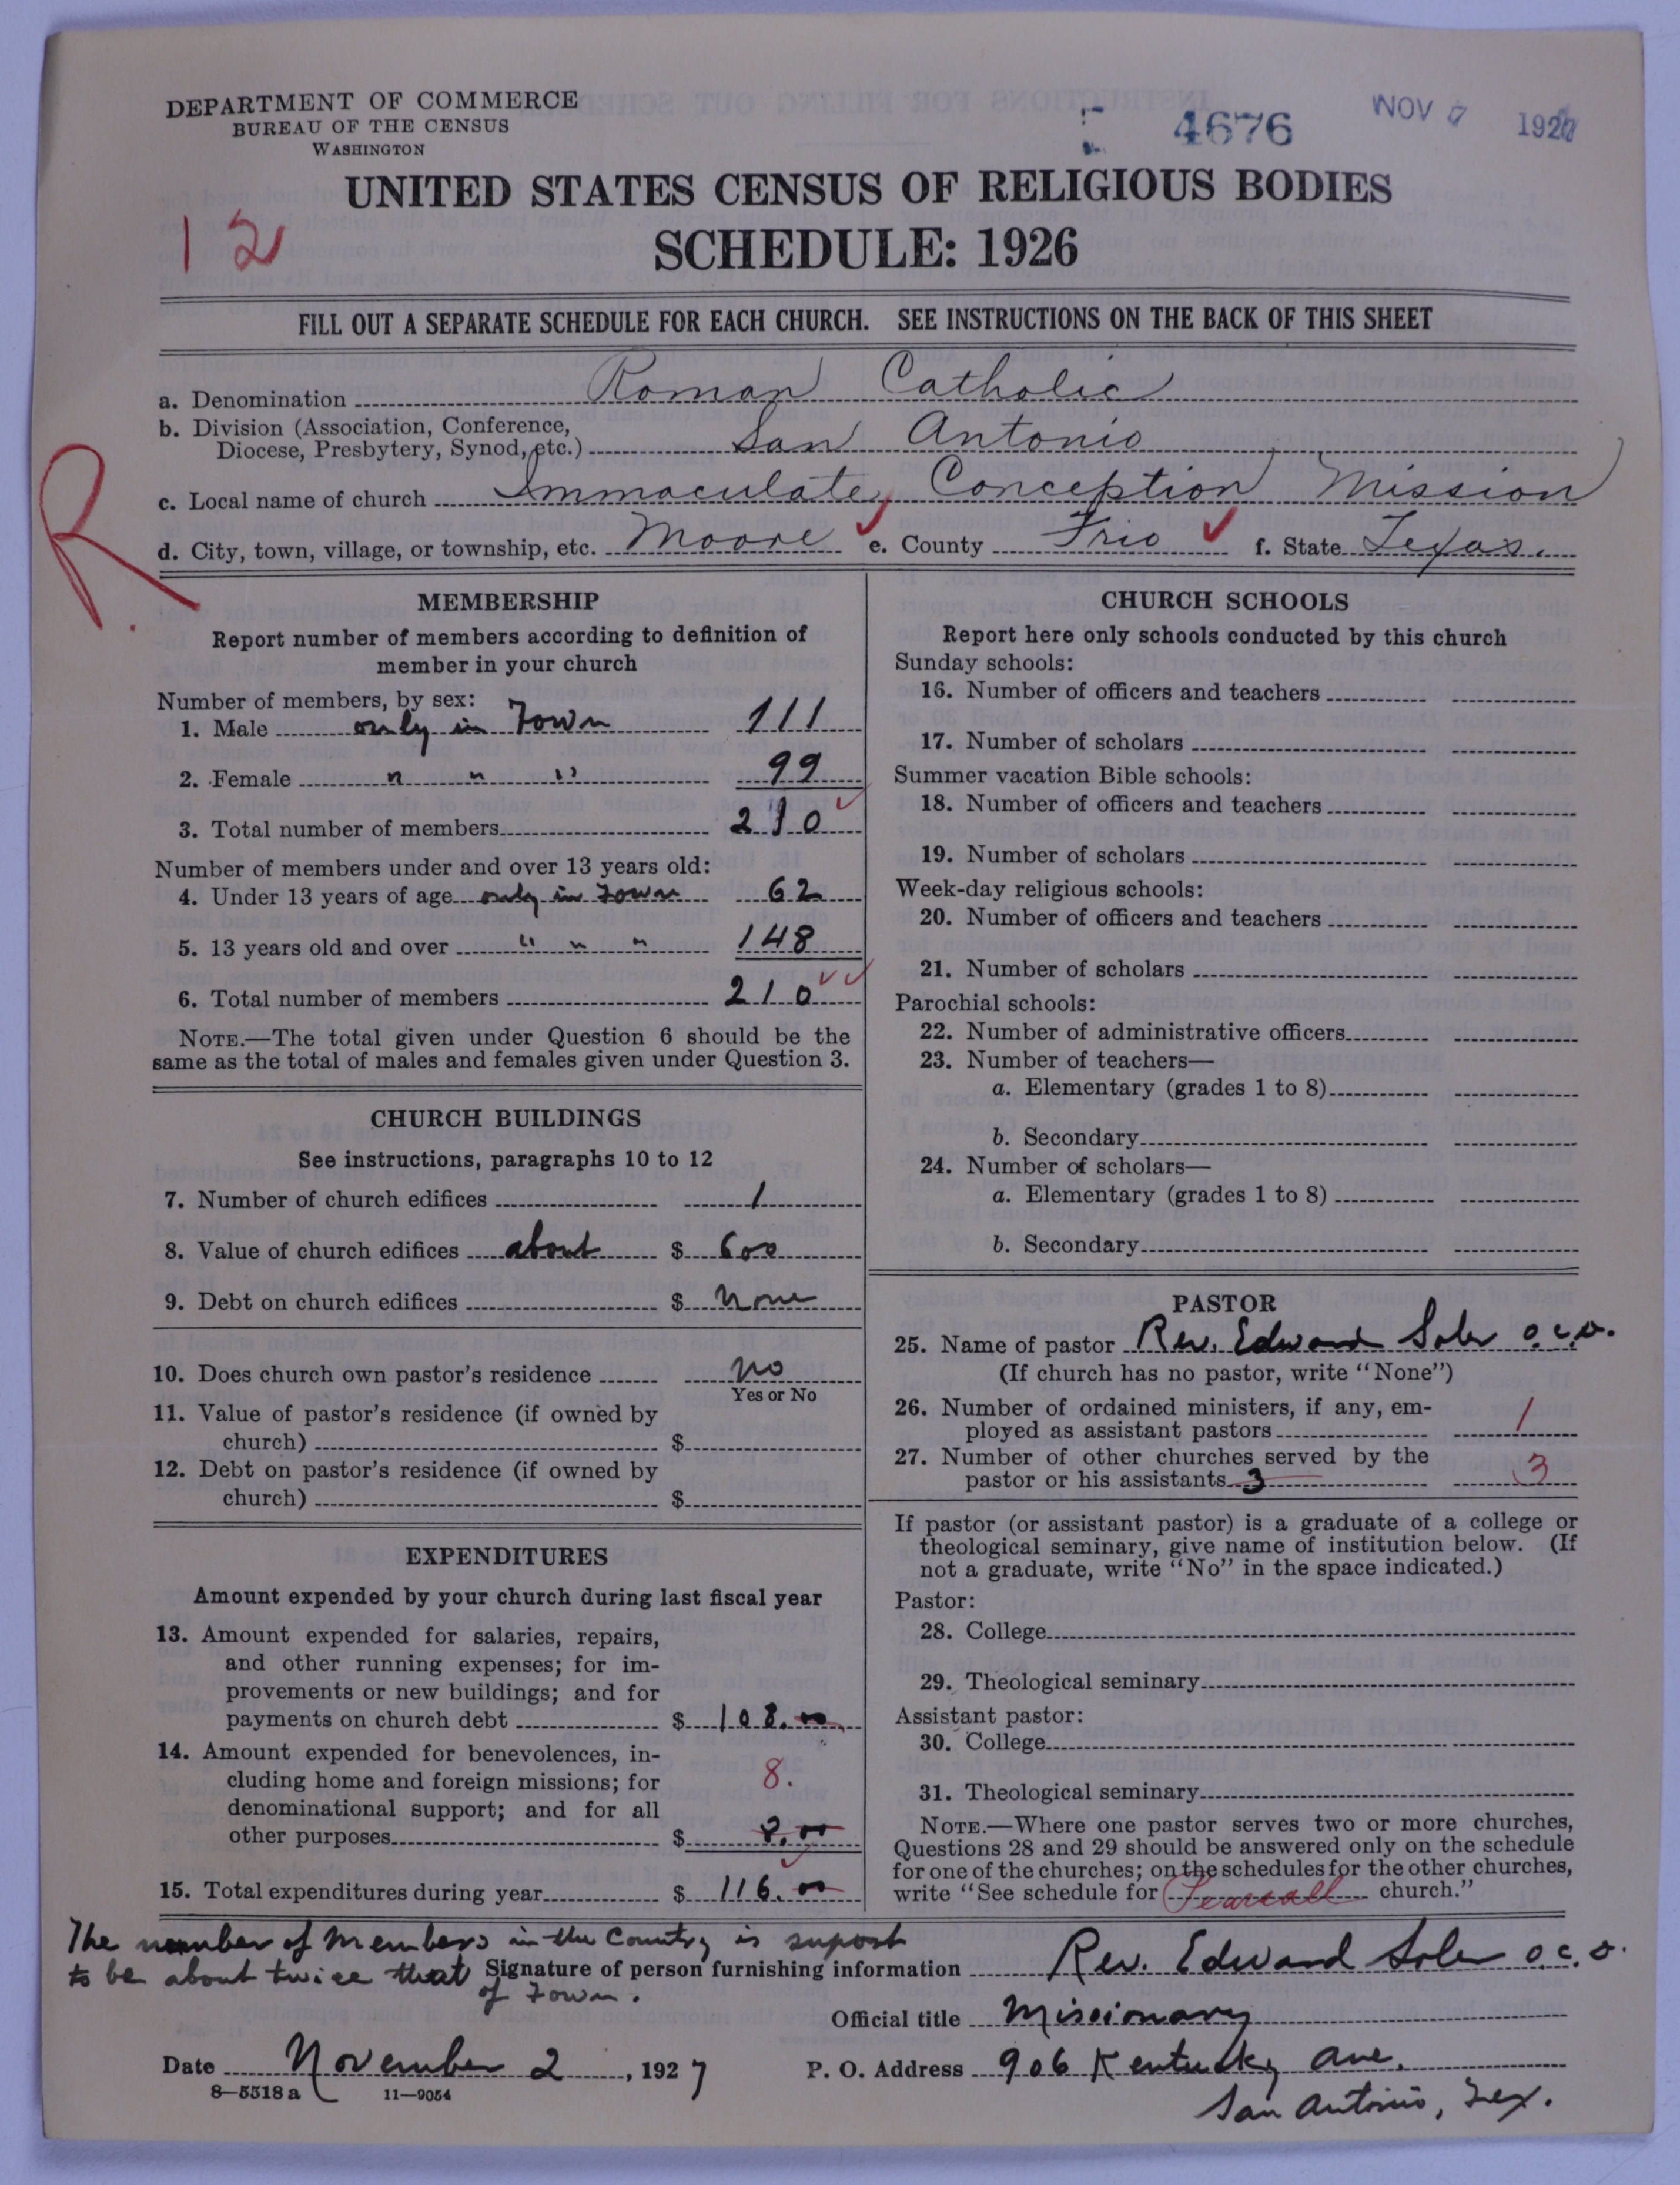 DEPARTMENT OF COMMERCE
BUREAU OF THE CENSUS
WASHINGTON
4676
NOV 7 1927
UNITED STATES CENSUS OF RELIGIOUS BODIES
SCHEDULE: 1926
12
FILL OUT A SEPARATE SCHEDULE FOR EACH CHURCH. SEE INSTRUCTIONS ON THE BACK OF THIS SHEET
R.
a. Denomination Roman Catholic
b. Division (Association, Conference,
Diocese, Presbytery, Synod, etc.) San Antonio
c. Local name of church Immaculate Conception Mission
d. City, town, village, or township, etc. Moore e. County Frio f. State Texas.
MEMBERSHIP
Report number of members according to definition of
member in your church
Number of members, by sex:
1. Male only in Town 111
2. Female " " " 99
3. Total number of members 210
Number of members under and over 13 years old:
4. Under 13 years of age only in Town 62
5. 13 years old and over " " " 148
6. Total number of members 210
NOTE.—The total given under Question 6 should be the
same as the total of males and females given under Question 3.
CHURCH BUILDINGS
See instructions, paragraphs 10 to 12
7. Number of church edifices 1
8. Value of church edifices about $ 600
9. Debt on church edifices $ None
10. Does church own pastor's residence No
Yes or No
11. Value of pastor's residence (if owned by
church) $
12. Debt on pastor's residence (if owned by
church) $
EXPENDITURES
Amount expended by your church during last fiscal year
13. Amount expended for salaries, repairs,
and other running expenses; for im-
provements or new buildings; and for
payments on church debt $ 108.00
14. Amount expended for benevolences, in-
cluding home and foreign missions; for 8.
denominational support; and for all
other purposes $ 8.00
15. Total expenditures during year $ 116.00
CHURCH SCHOOLS
Report here only schools conducted by this church
Sunday schools:
16. Number of officers and teachers
17. Number of scholars
Summer vacation Bible schools:
18. Number of officers and teachers
19. Number of scholars
Week-day religious schools:
20. Number of officers and teachers
21. Number of scholars
Parochial schools:
22. Number of administrative officers
23. Number of teachers—
a. Elementary (grades 1 to 8)
b. Secondary
24. Number of scholars—
a. Elementary (grades 1 to 8)
b. Secondary
PASTOR
25. Name of pastor Rev. Edward Soler o.c.d.
(If church has no pastor, write "None")
26. Number of ordained ministers, if any, em-
ployed as assistant pastors 1
27. Number of other churches served by the
pastor or his assistants 3 3
If pastor (or assistant pastor) is a graduate of a college or
theological seminary, give name of institution below. (If
not a graduate, write "No" in the space indicated.)
Pastor:
28. College
29. Theological seminary
Assistant pastor:
30. College
31. Theological seminary
NOTE.—Where one pastor serves two or more churches,
Questions 28 and 29 should be answered only on the schedule
for one of the churches; on the schedules for the other churches,
write "See schedule for Pearsall church."
The number of Members in the Country is supost
to be about twice that
of Town.
Signature of person furnishing information Rev. Edward Soler o.c.d.
Official title Missionary
Date November 2, 1927 P. O. Address 906 Kentucky Ave.
San Antonio, Tex.
8—5518a 11—9054